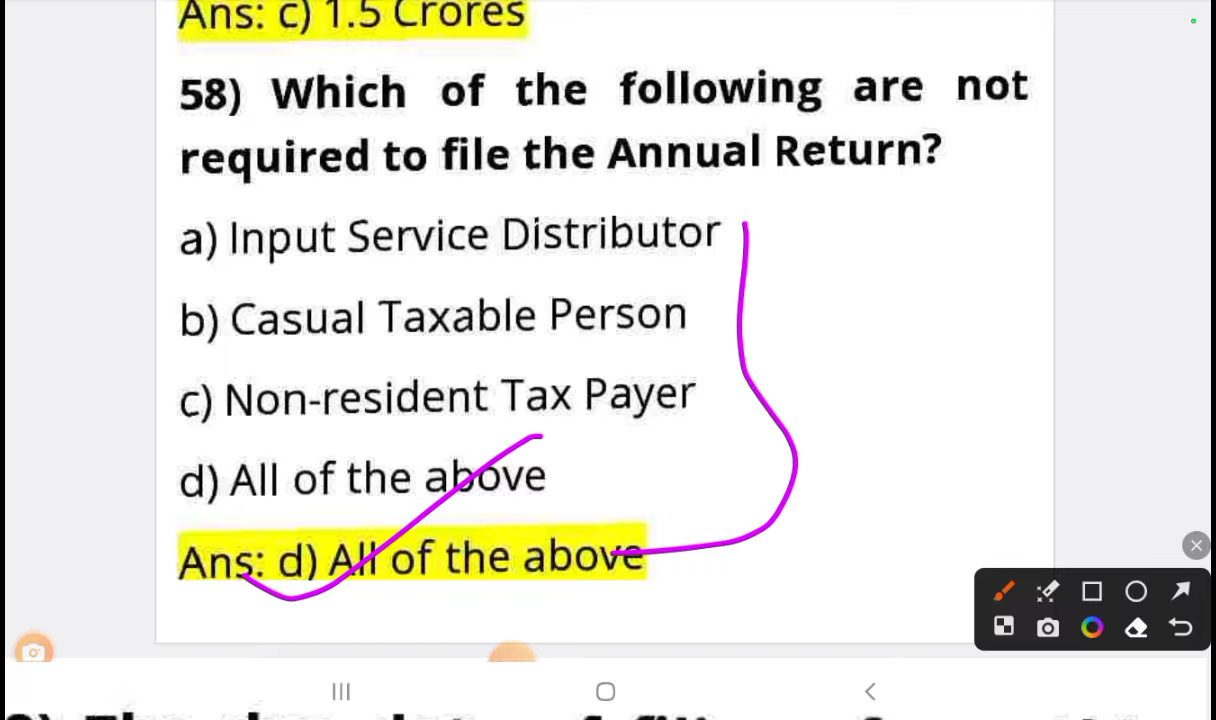 Ans: c) 1.5 Crores
58) Which of the following are not
required to file the Annual Return?
a) Input Service Distributor
b) Casual Taxable Person
c) Non-resident Tax Payer
d) All of the above
Ans: d) All of the above